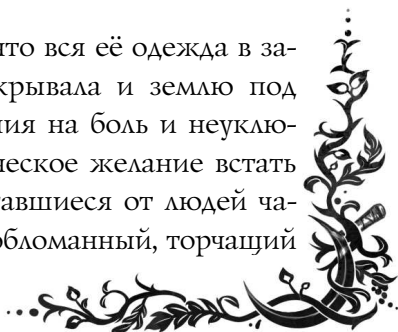 что вся её одежда в за-
крывала и землю под
ния на боль и неуклю-
ческое желание встать
авшиеся от людей ча-
обломанный, торчащий